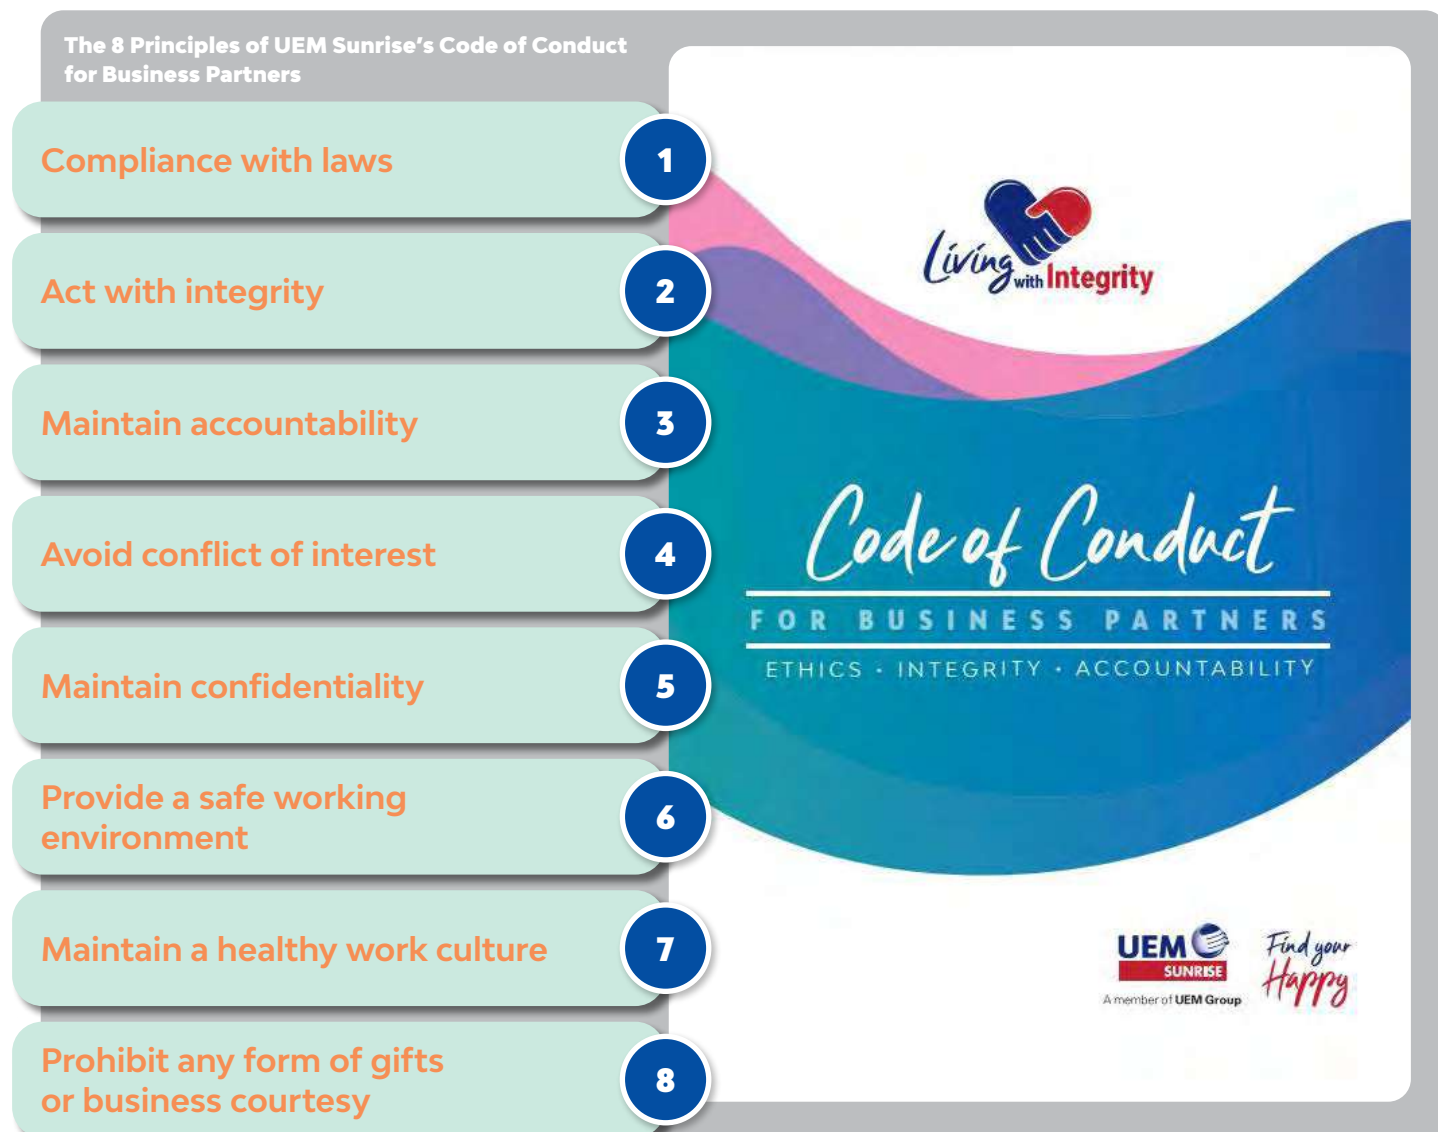 The 8 Principles of UEM Sunrise’s Code of Conduct
for Business Partners
Compliance with laws
1
Act with integrity
2
Maintain accountability
3
Avoid conflict of interest
4
Maintain confidentiality
5
Provide a safe working
environment
6
Maintain a healthy work culture
7
Prohibit any form of gifts
or business courtesy
8
Living
with Integrity
Code of Conduct
FOR BUSINESS PARTNERS
ETHICS • INTEGRITY • ACCOUNTABILITY
UEM
SUNRISE
A member of UEM Group
Find your
Happy